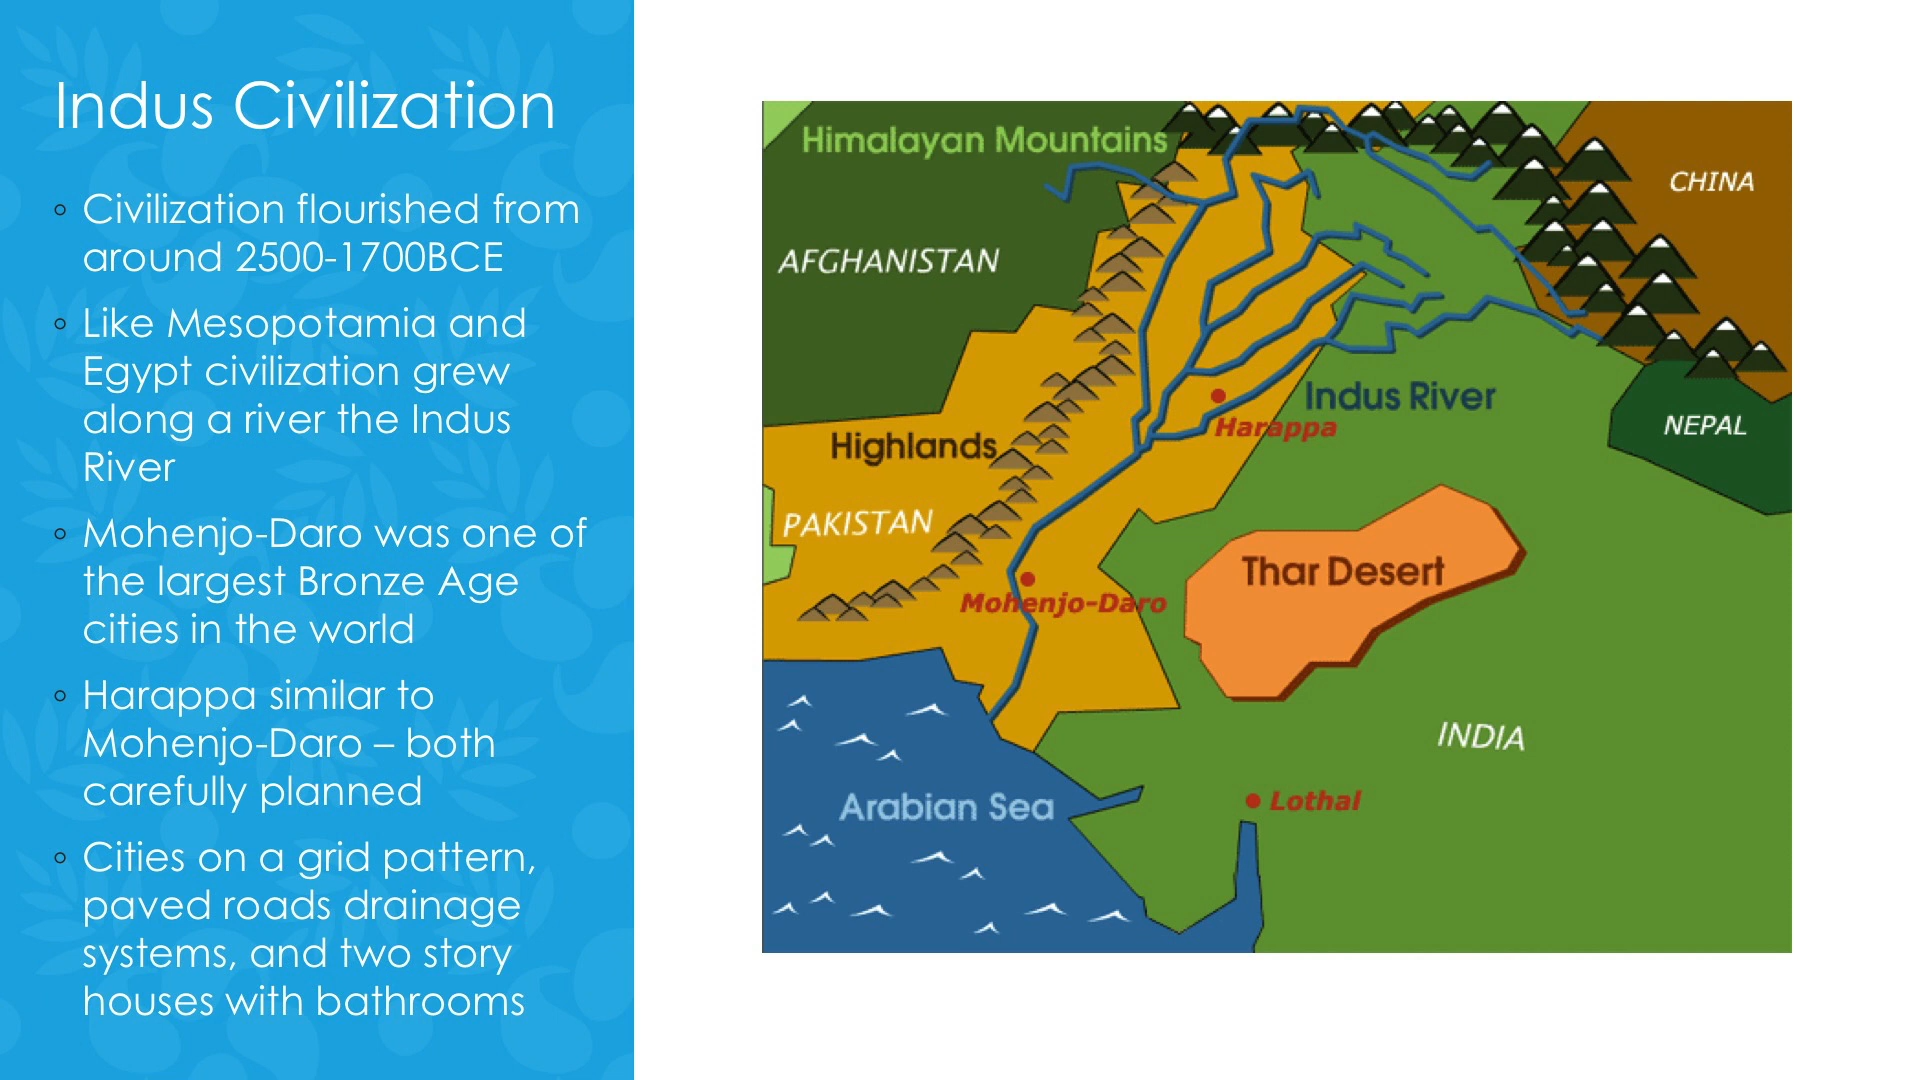 Indus Civilization
◦ Civilization flourished from
around 2500-1700BCE
◦ Like Mesopotamia and
Egypt civilization grew
along a river the Indus
River
◦ Mohenjo-Daro was one of
the largest Bronze Age
cities in the world
◦ Harappa similar to
Mohenjo-Daro – both
carefully planned
◦ Cities on a grid pattern,
paved roads drainage
systems, and two story
houses with bathrooms
Himalayan Mountains
CHINA
AFGHANISTAN
Indus River
Harappa
NEPAL
Highlands
PAKISTAN
Thar Desert
Mohenjo-Daro
INDIA
Arabian Sea
Lothal